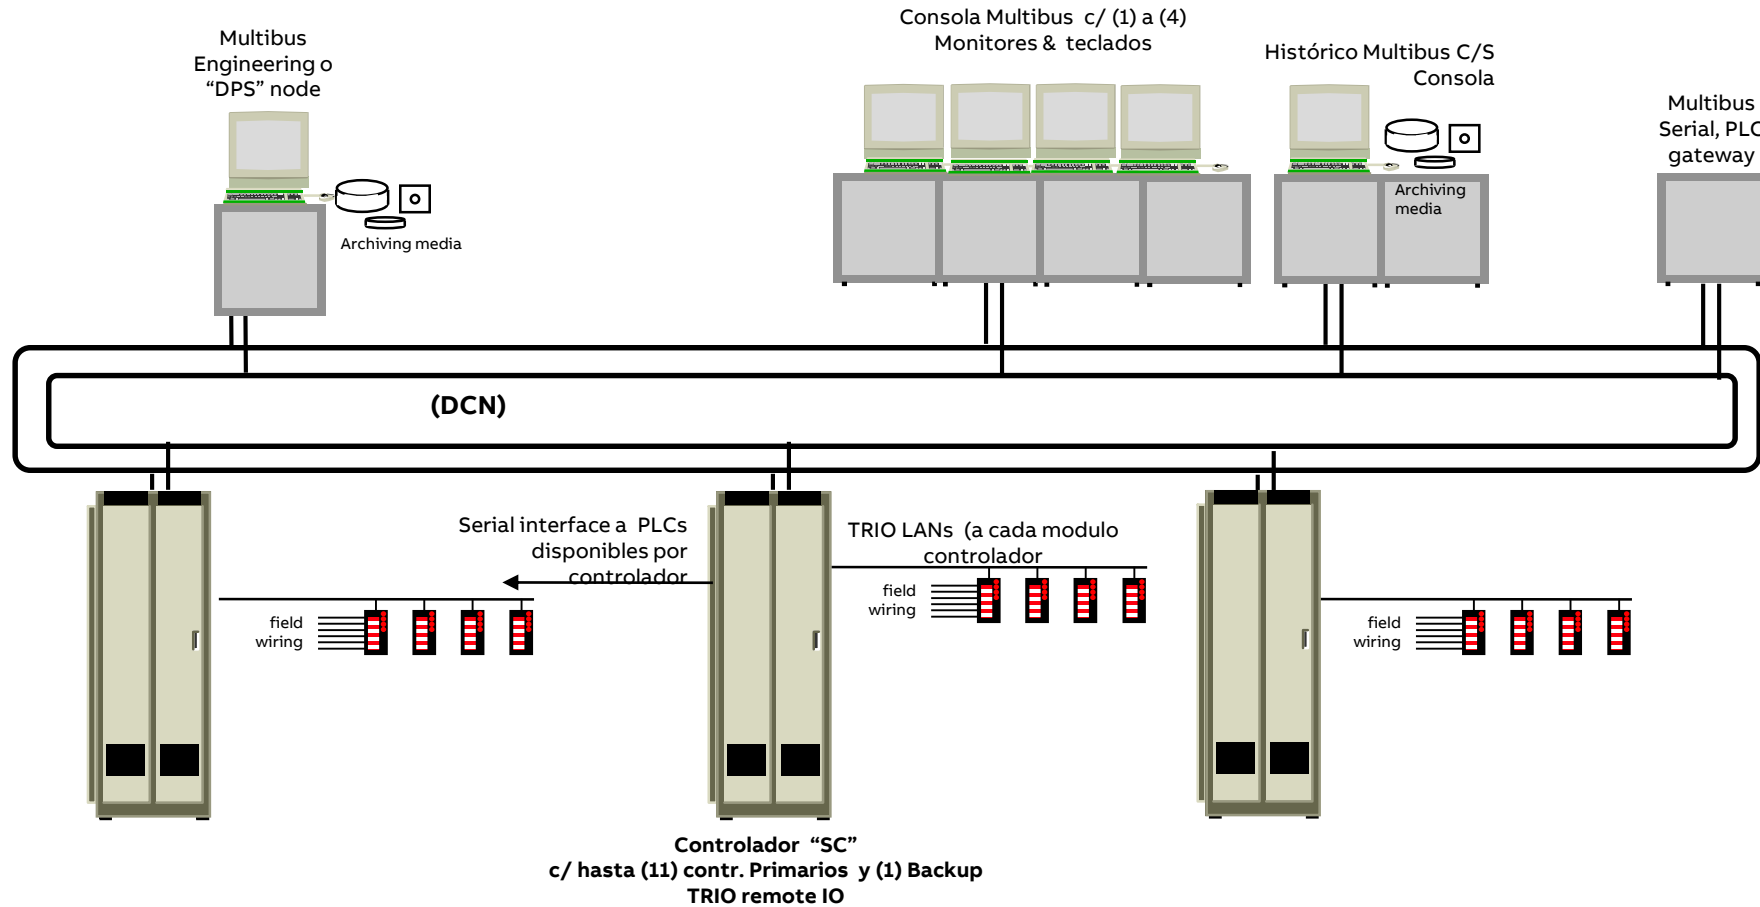 Multibus
Engineering o
“DPS” node
Archiving media
Consola Multibus c/ (1) a (4)
Monitores & teclados
Histórico Multibus C/S
Consola
Archiving
media
Multibus
Serial, PLC
gateway
(DCN)
Serial interface a PLCs
disponibles por
controlador
TRIO LANs (a cada modulo
controlador
field
wiring
field
wiring
field
wiring
Controlador “SC”
c/ hasta (11) contr. Primarios y (1) Backup
TRIO remote IO